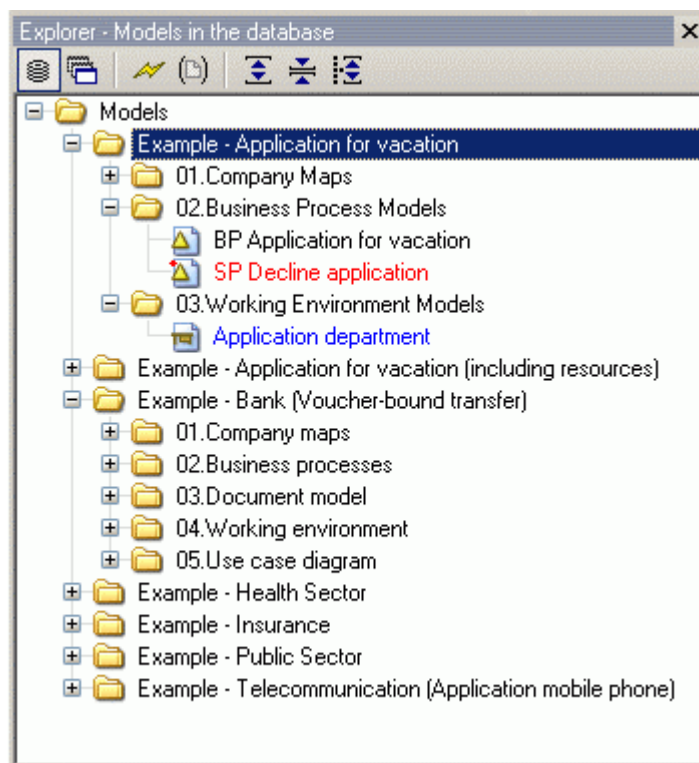 Explorer - Models in the database
Models
Example - Application for vacation
01.Company Maps
02.Business Process Models
BP Application for vacation
SP Decline application
03.Working Environment Models
Application department
Example - Application for vacation (including resources)
Example - Bank (Voucher-bound transfer)
01.Company maps
02.Business processes
03.Document model
04.Working environment
05.Use case diagram
Example - Health Sector
Example - Insurance
Example - Public Sector
Example - Telecommunication (Application mobile phone)